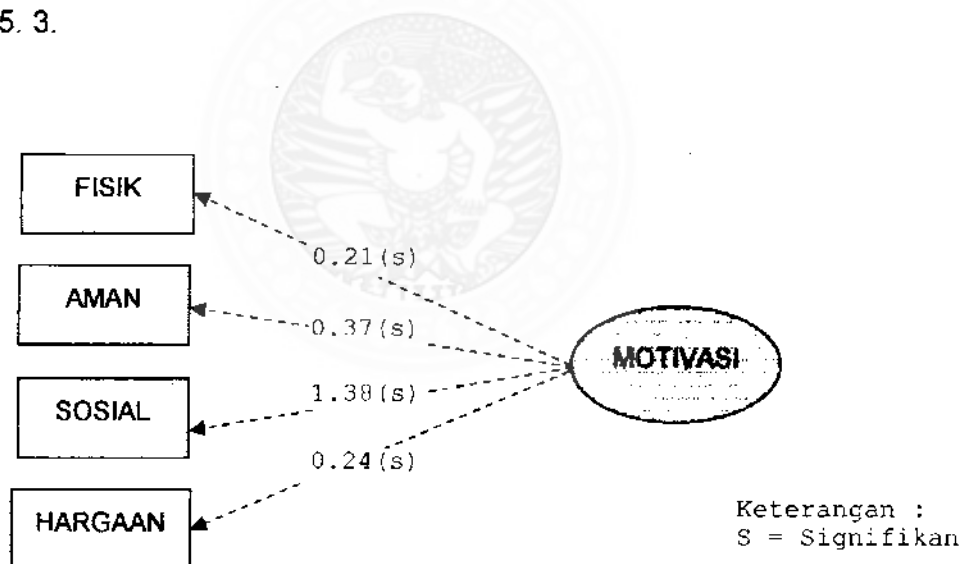 5. 3.
FISIK
0.21(s)
AMAN
0.37(s)
MOTIVASI
1.38(s)
SOSIAL
0.24(s)
HARGAAN
Keterangan :
S = Signifikan